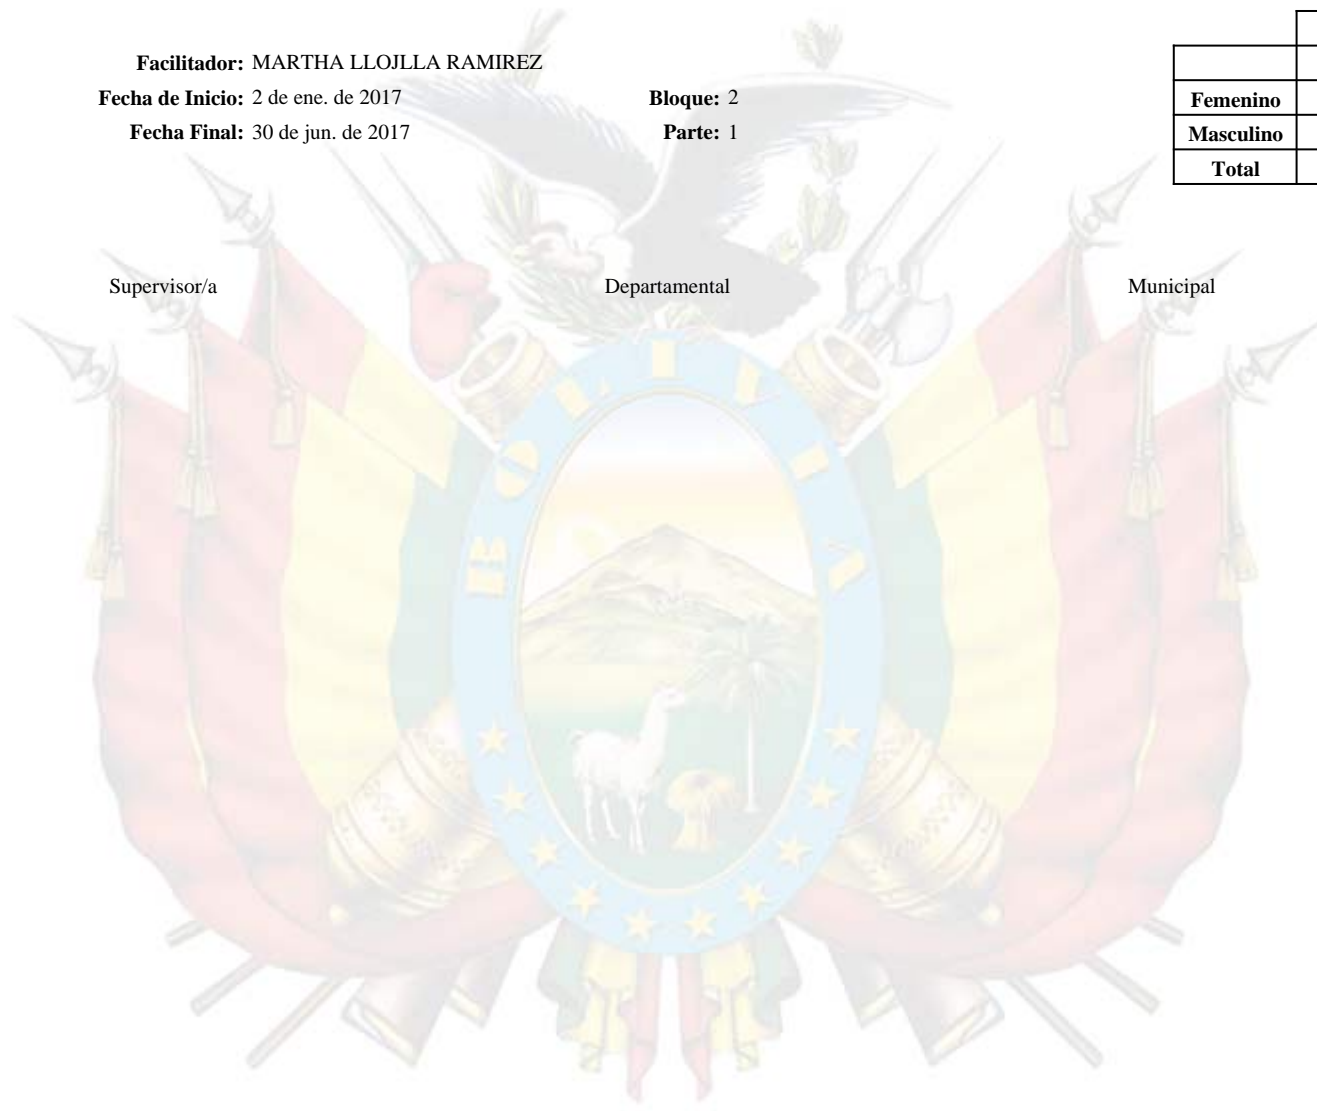 Facilitador: MARTHA LLOJLLA RAMIREZ
Fecha de Inicio: 2 de ene. de 2017 Bloque: 2
Fecha Final: 30 de jun. de 2017 Parte: 1
Femenino
Masculino
Total
Supervisor/a Departamental Municipal
BOLIVIA